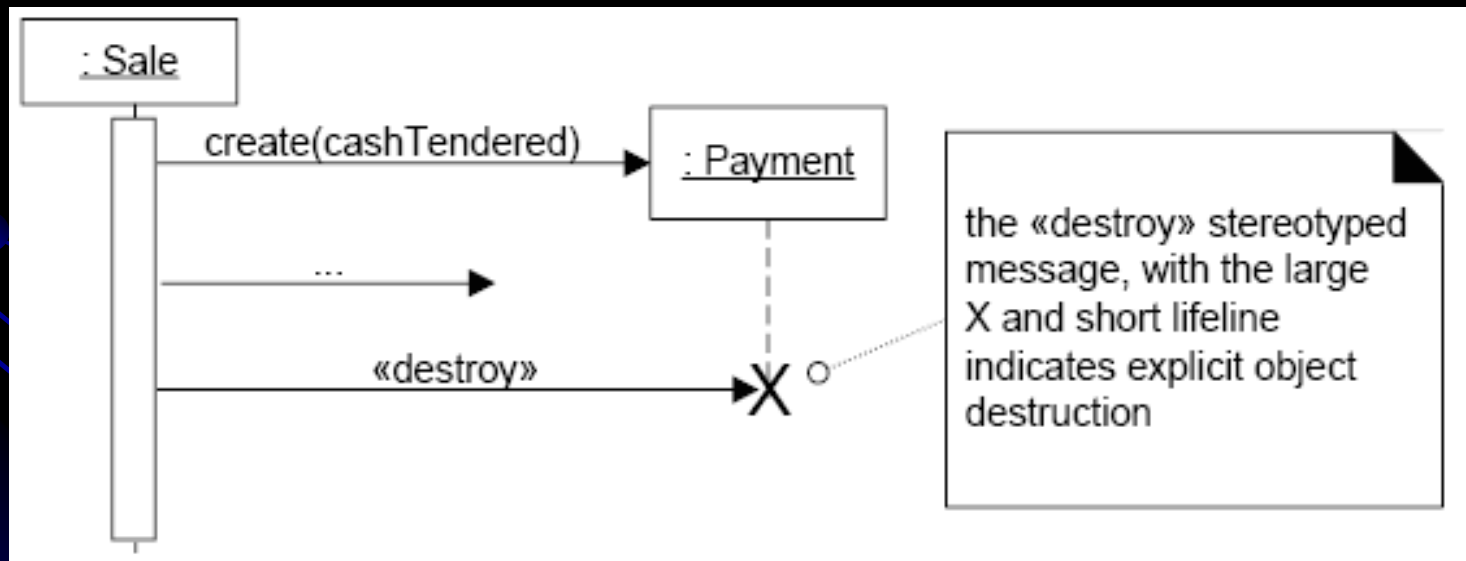 : Sale
create(cashTendered)
: Payment
...
«destroy»
X
the «destroy» stereotyped
message, with the large
X and short lifeline
indicates explicit object
destruction